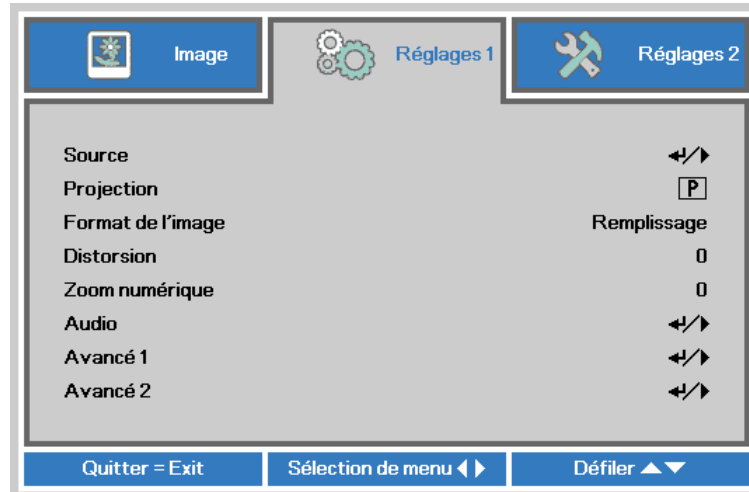 Image
Réglages 1
Réglages 2
Source ↵/▶
Projection P
Format de l'image Remplissage
Distorsion 0
Zoom numérique 0
Audio ↵/▶
Avancé 1 ↵/▶
Avancé 2 ↵/▶
Quitter = Exit
Sélection de menu ◀ ▶
Défiler ▲▼